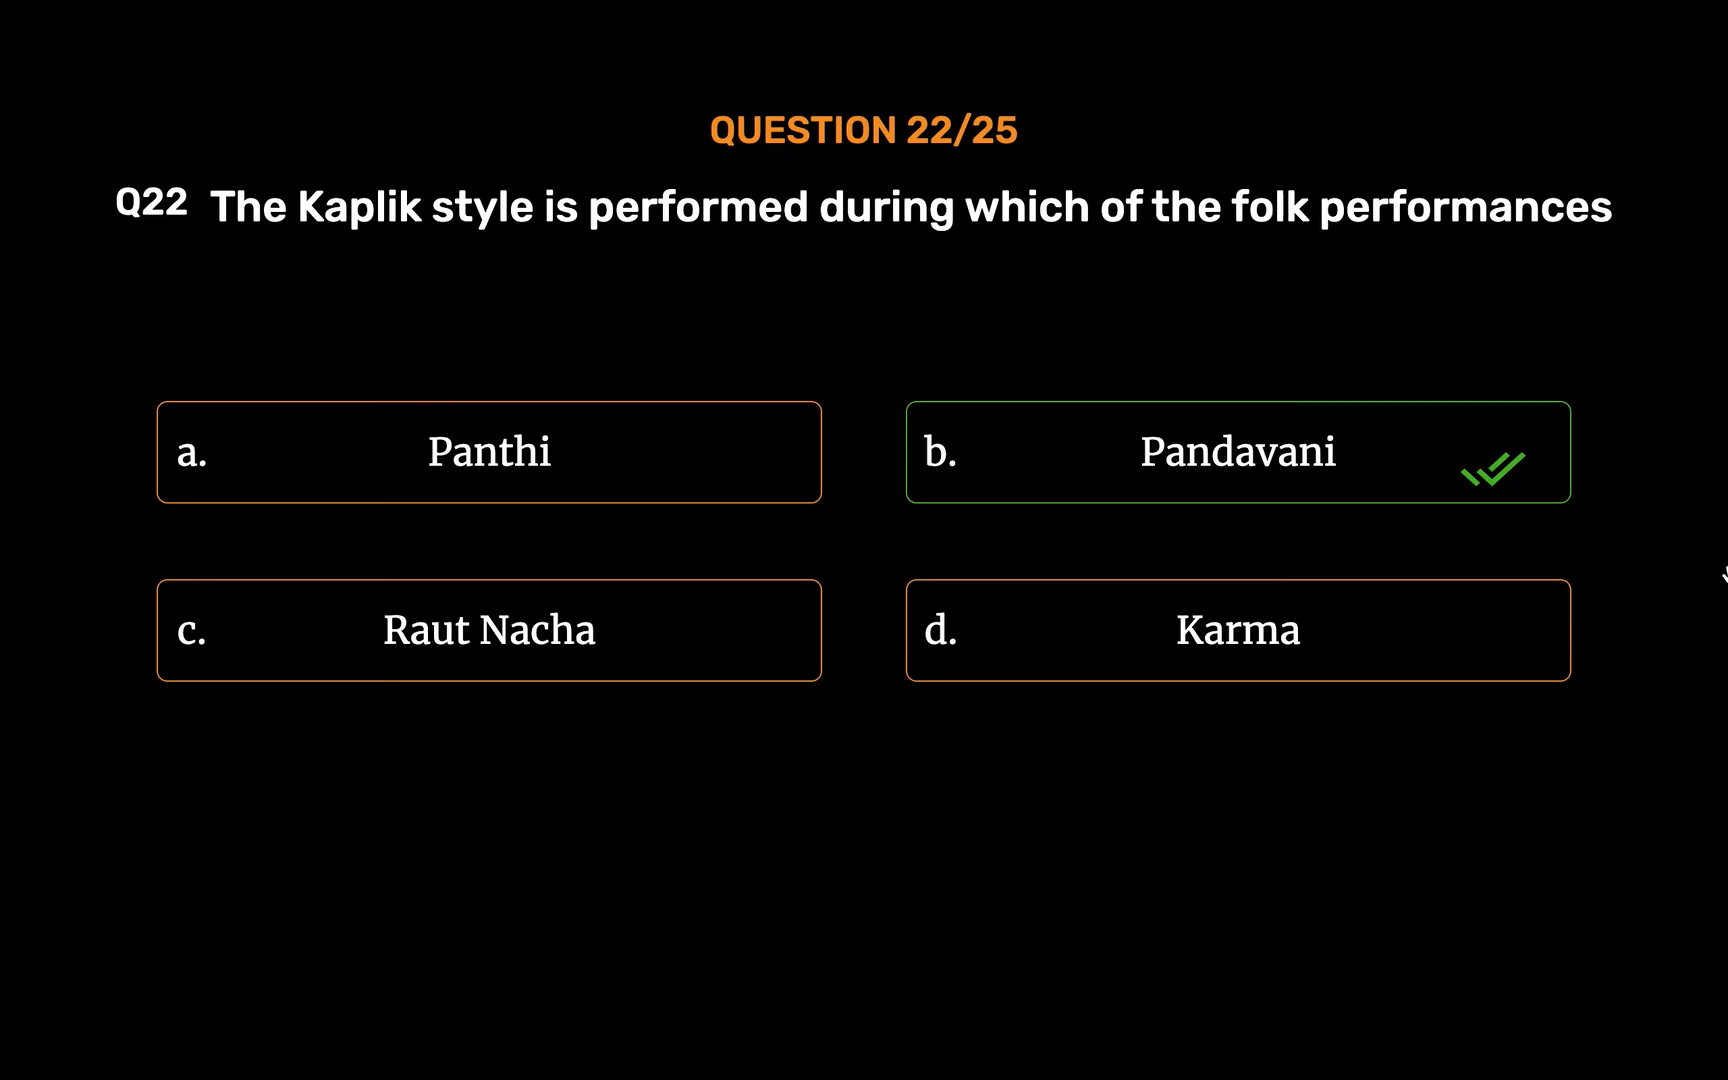 QUESTION 22/25
Q22 The Kaplik style is performed during which of the folk performances
a. Panthi
b. Pandavani
c. Raut Nacha
d. Karma